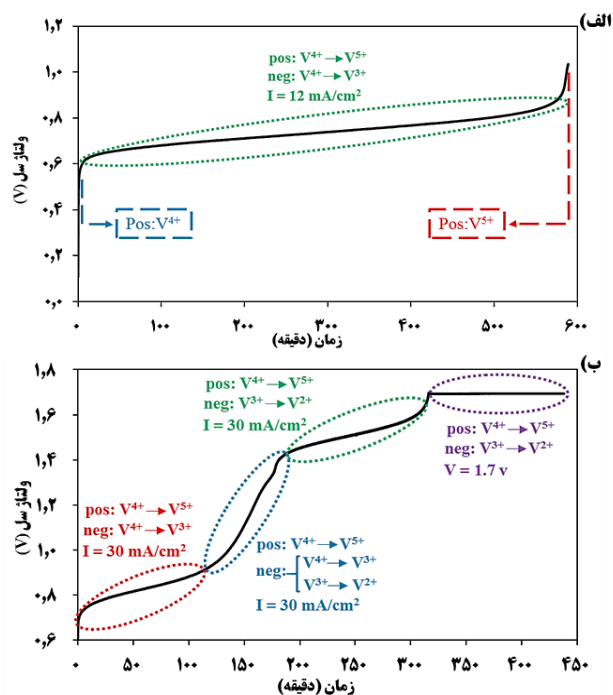 الف)
۱,۲
۱,۰
۰,۸
۰,۶
۰,۴
۰,۲
۰,۰
ولتاژ سل (V)
pos: V⁴⁺→V⁵⁺
neg: V⁴⁺→V³⁺
I = 12 mA/cm²
Pos:V⁴⁺
Pos:V⁵⁺
۰ ۱۰۰ ۲۰۰ ۳۰۰ ۴۰۰ ۵۰۰ ۶۰۰
زمان (دقیقه)
ب)
۱,۸
۱,۶
۱,۴
۱,۰
۰,۸
۰,۶
ولتاژ سل (V)
pos: V⁴⁺→V⁵⁺
neg: V³⁺→V²⁺
I = 30 mA/cm²
pos: V⁴⁺→V⁵⁺
neg: V³⁺→V²⁺
V = 1.7 v
pos: V⁴⁺→V⁵⁺
neg: V⁴⁺→V³⁺
I = 30 mA/cm²
pos: V⁴⁺→V⁵⁺
neg: V⁴⁺→V³⁺
V³⁺→V²⁺
I = 30 mA/cm²
۰ ۵۰ ۱۰۰ ۱۵۰ ۲۰۰ ۲۵۰ ۳۰۰ ۳۵۰ ۴۰۰ ۴۵۰
زمان (دقیقه)